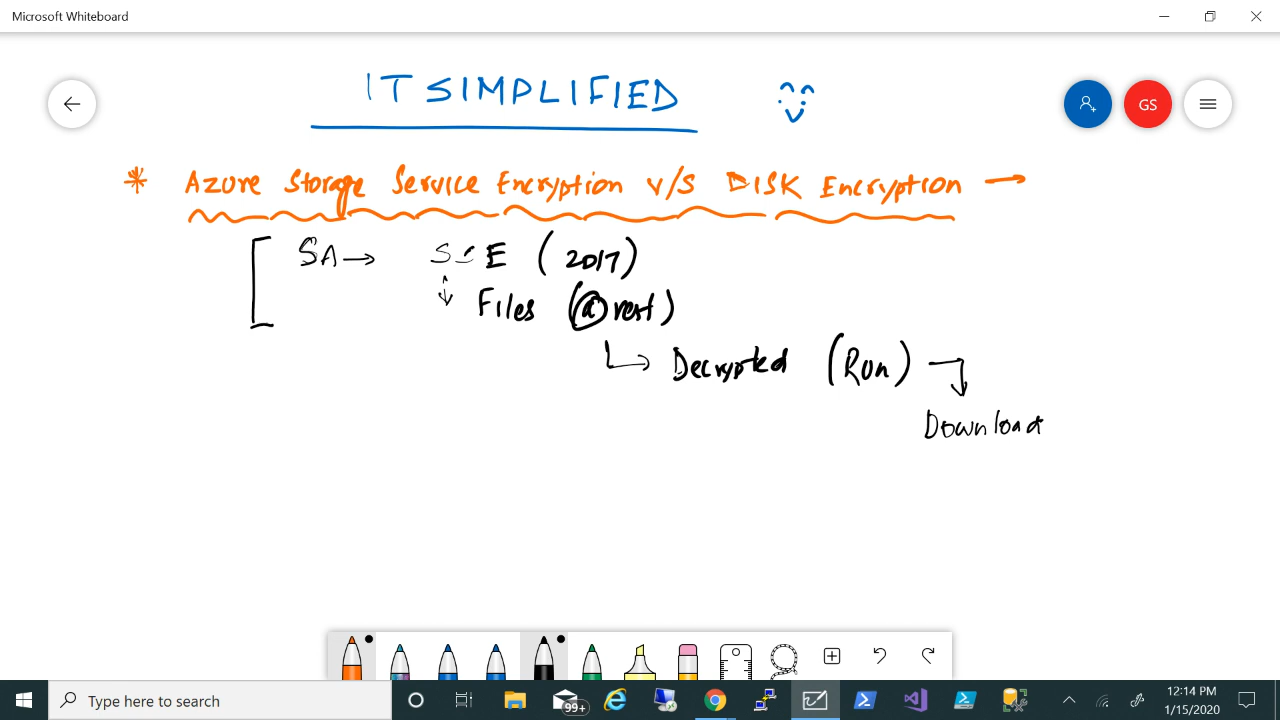 Microsoft Whiteboard
IT SIMPLIFIED
GS
* Azure Storage Service Encryption v/s DISK Encryption →
SA → SSE (2017)
Files (@ rest)
Decrypted (Run)
Download
99+
Type here to search
12:14 PM
1/15/2020